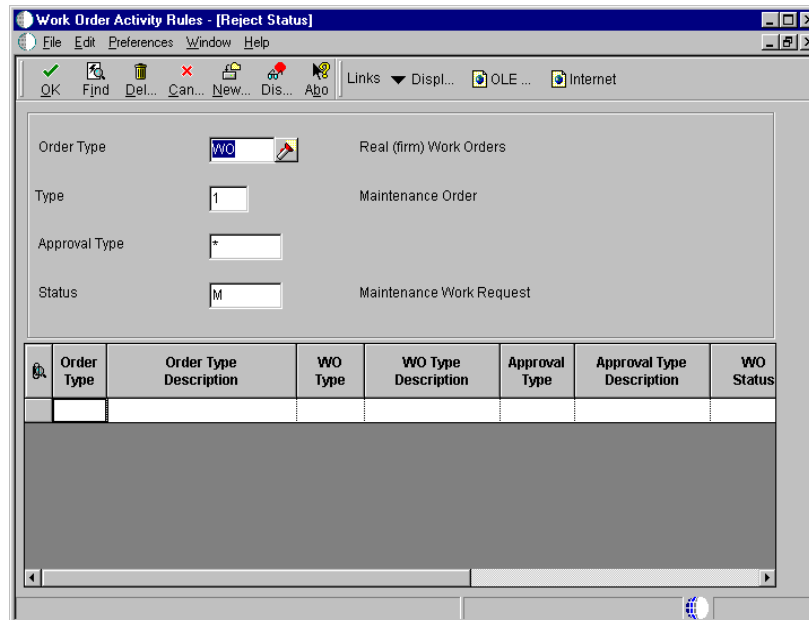 Work Order Activity Rules - [Reject Status]
File Edit Preferences Window Help
OK Find Del... Can... New... Dis... Abo Links Displ... OLE ... Internet
Order Type WO Real (firm) Work Orders
Type 1 Maintenance Order
Approval Type *
Status M Maintenance Work Request
Order Type Order Type Description WO Type WO Type Description Approval Type Approval Type Description WO Status